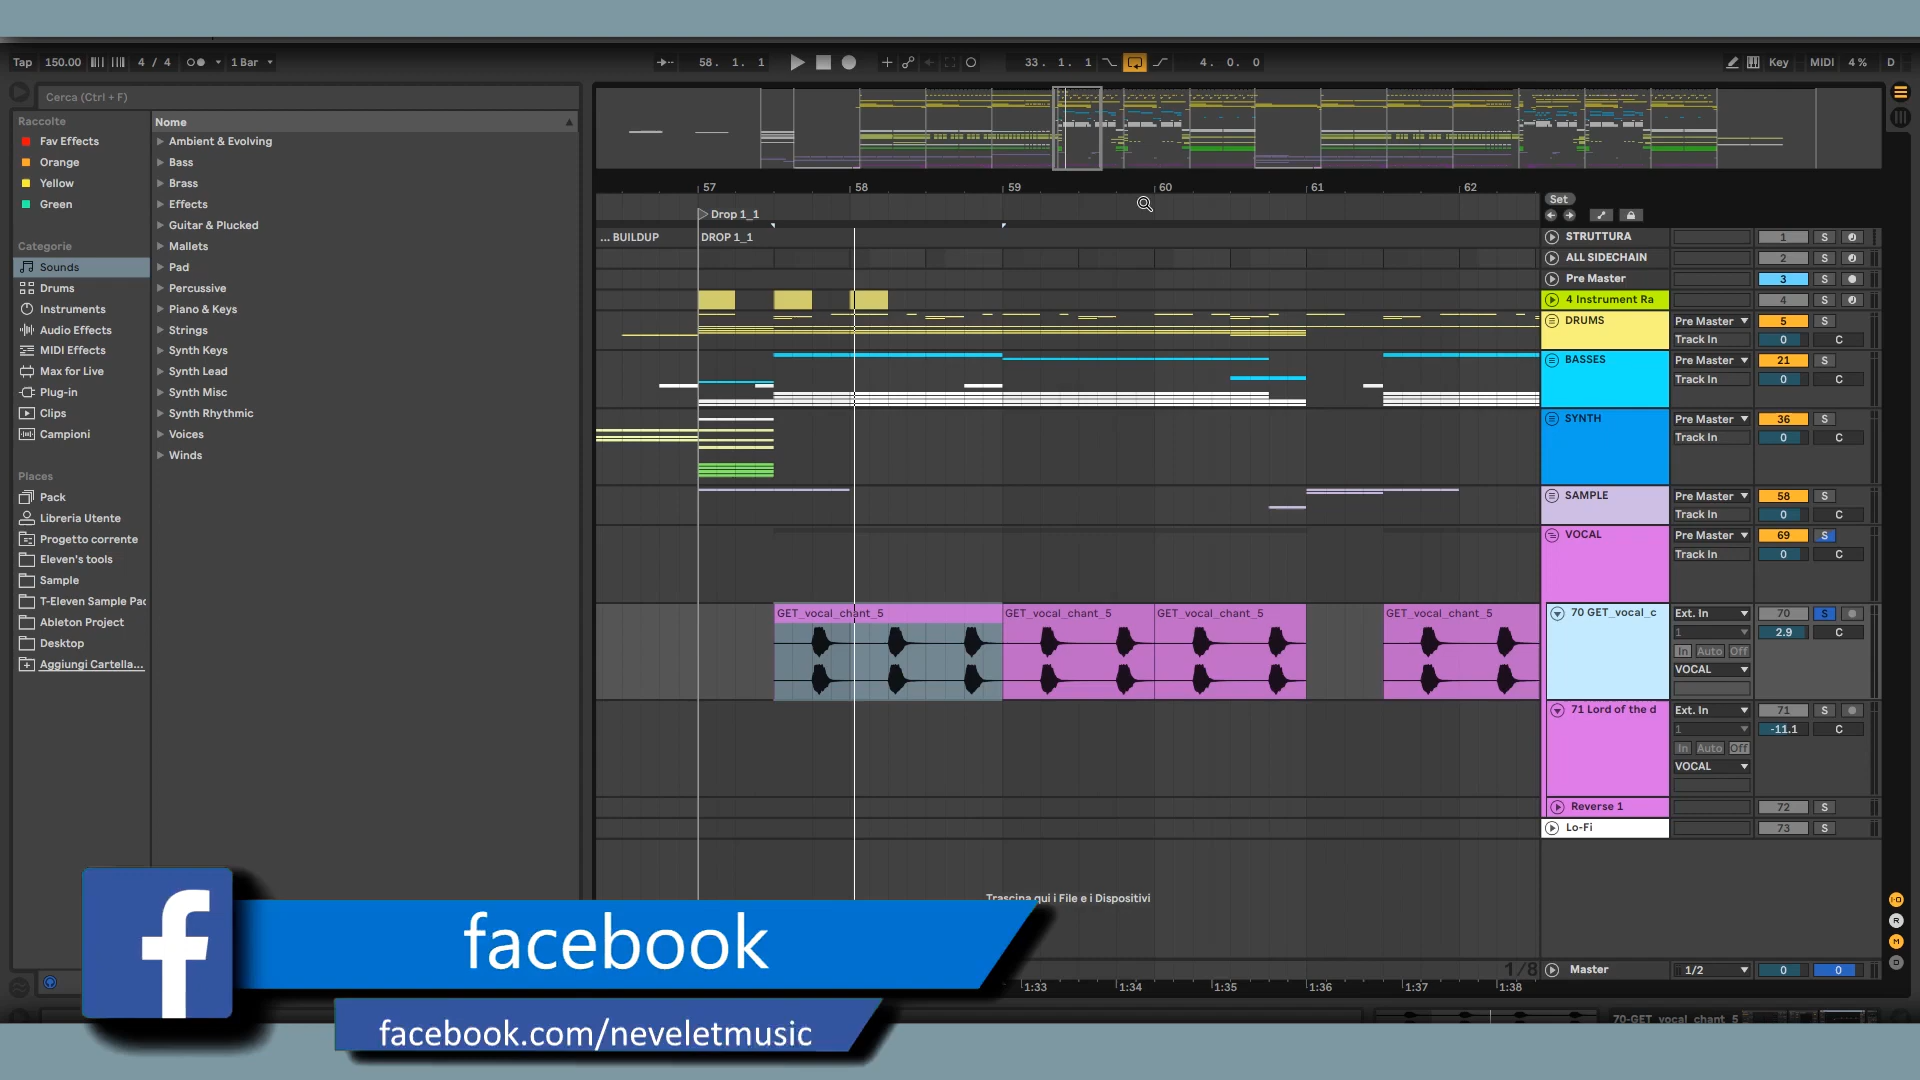 Tap 150.00 4 / 4 1 Bar 58. 1. 1 33. 1. 1 4. 0. 0 Key MIDI 4 % D
Cerca (Ctrl + F)
Raccolte
Fav Effects
Orange
Yellow
Green
Categorie
Sounds
Drums
Instruments
Audio Effects
MIDI Effects
Max for Live
Plug-in
Clips
Campioni
Places
Pack
Libreria Utente
Progetto corrente
Eleven's tools
Sample
T-Eleven Sample Pac
Ableton Project
Desktop
Aggiungi Cartella...
Nome
Ambient & Evolving
Bass
Brass
Effects
Guitar & Plucked
Mallets
Pad
Percussive
Piano & Keys
Strings
Synth Keys
Synth Lead
Synth Misc
Synth Rhythmic
Voices
Winds
57 58 59 60 61 62
Drop 1_1
... BUILDUP DROP 1_1
GET_vocal_chant_5 GET_vocal_chant_5 GET_vocal_chant_5 GET_vocal_chant_5
Set
STRUTTURA 1 S
ALL SIDECHAIN 2 S
Pre Master 3 S
4 Instrument Ra 4 S
DRUMS Pre Master 5 S
Track In 0 C
BASSES Pre Master 21 S
Track In 0 C
SYNTH Pre Master 36 S
Track In 0 C
SAMPLE Pre Master 58 S
Track In 0 C
VOCAL Pre Master 69 S
Track In 0 C
70 GET_vocal_c Ext. In 70 S
1 2.9 C
In Auto Off
VOCAL
71 Lord of the d Ext. In 71 S
1 -11.1 C
In Auto Off
VOCAL
Reverse 1 72 S
Lo-Fi 73 S
Trascina qui i File e i Dispositivi
1/8 Master 1/2 0 0
1:33 1:34 1:35 1:36 1:37 1:38
70-GET_vocal_chant_5
I-O
R
M
D
facebook
facebook.com/neveletmusic